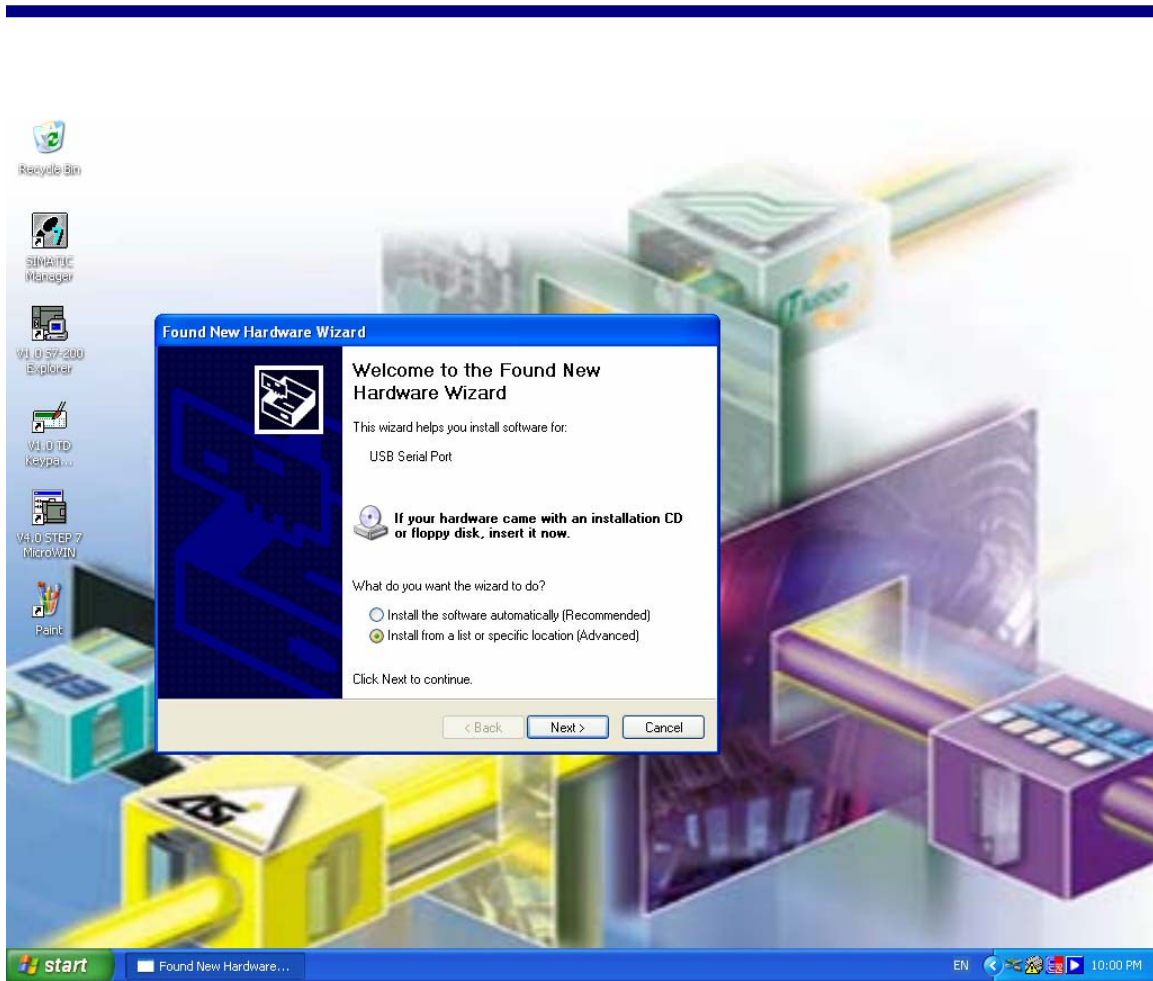 Recycle Bin
SIMATIC
Manager
V1.0 S7-200
Explorer
V1.0 TD
Keypa...
V4.0 STEP 7
MicroWIN
Paint
Found New Hardware Wizard
Welcome to the Found New
Hardware Wizard
This wizard helps you install software for:
USB Serial Port
If your hardware came with an installation CD
or floppy disk, insert it now.
What do you want the wizard to do?
Install the software automatically (Recommended)
Install from a list or specific location (Advanced)
Click Next to continue.
< Back Next > Cancel
EIB
ASI
start Found New Hardware... EN 10:00 PM